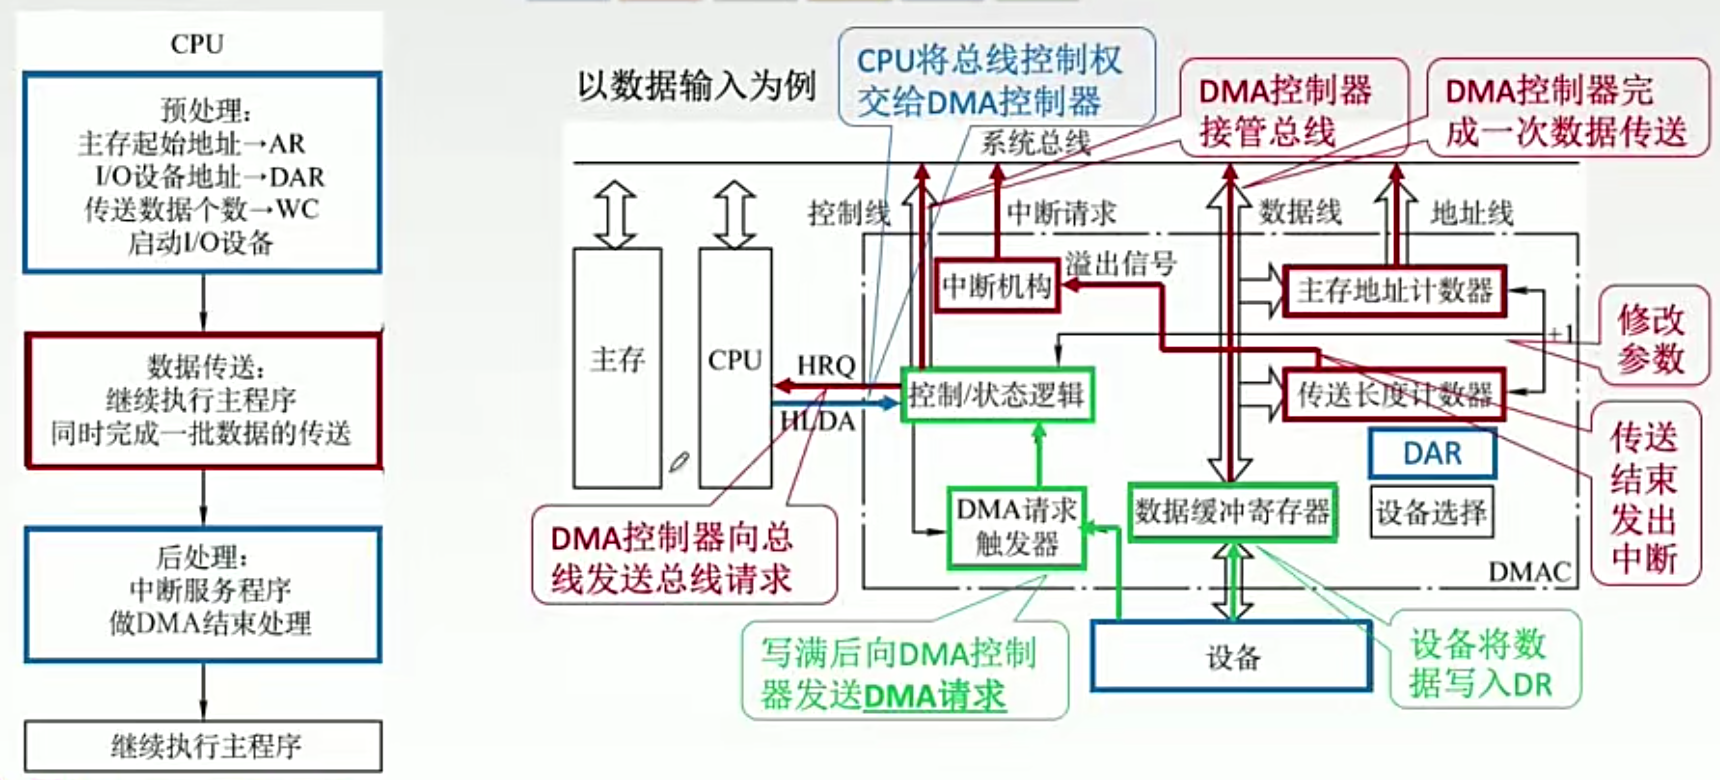 CPU
预处理：
主存起始地址→AR
I/O设备地址→DAR
传送数据个数→WC
启动I/O设备
数据传送：
继续执行主程序
同时完成一批数据的传送
后处理：
中断服务程序
做DMA结束处理
继续执行主程序
以数据输入为例
CPU将总线控制权
交给DMA控制器
DMA控制器
接管总线
DMA控制器完
成一次数据传送
系统总线
控制线
中断请求
数据线
地址线
中断机构
溢出信号
主存地址计数器
+1
修改
参数
主存
CPU
HRQ
HLDA
控制/状态逻辑
传送长度计数器
DAR
设备选择
传送
结束
发出
中断
DMA请求
触发器
数据缓冲寄存器
DMAC
DMA控制器向总
线发送总线请求
写满后向DMA控制
器发送DMA请求
设备
设备将数
据写入DR